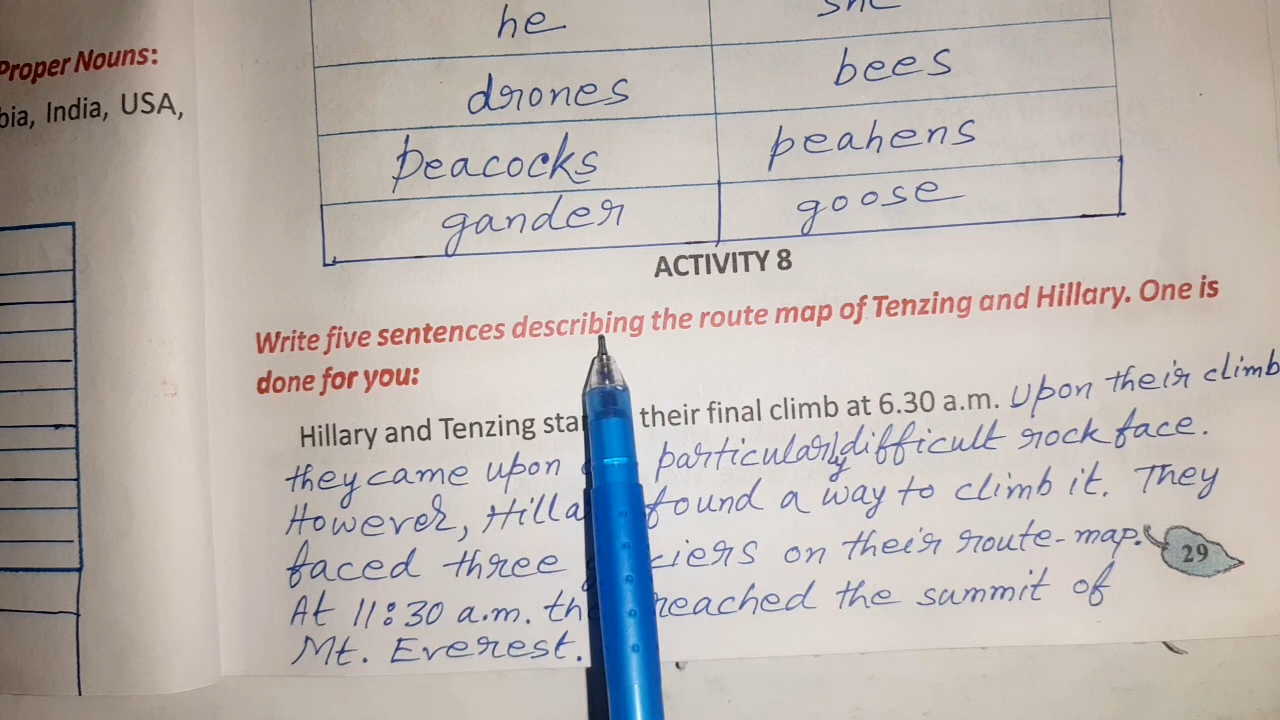 he she
drones bees
peacocks peahens
gander goose
Proper Nouns:
bia, India, USA,
ACTIVITY 8
Write five sentences describing the route map of Tenzing and Hillary. One is
done for you:
Hillary and Tenzing sta their final climb at 6.30 a.m. Upon their climb
they came upon particularly difficult rock face.
However, Hilla found a way to climb it. They
faced three ciers on their route-map.
At 11:30 a.m. the reached the summit of
Mt. Everest.
29